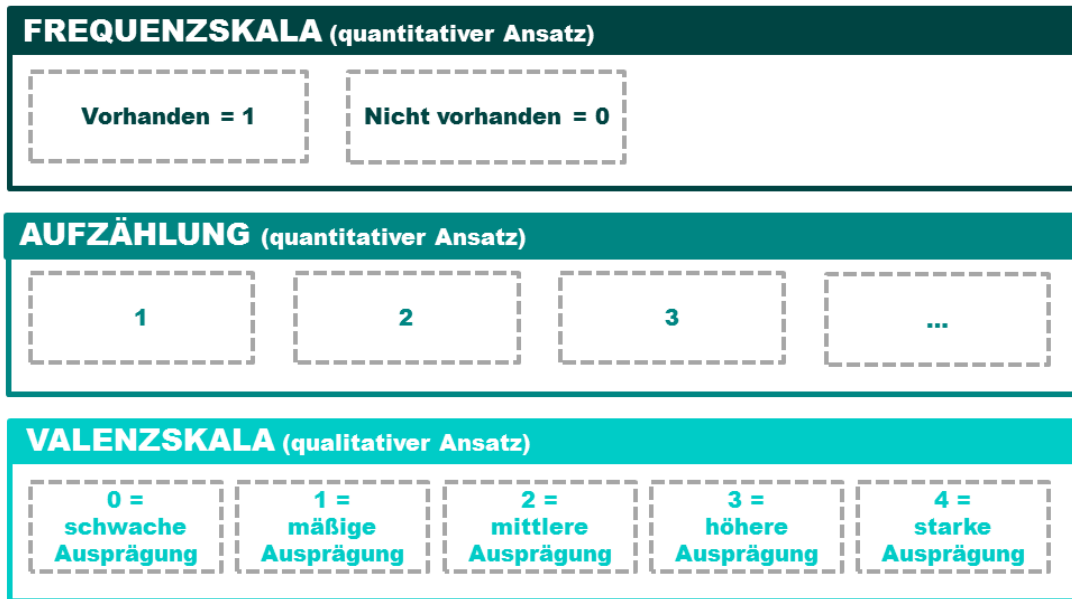 FREQUENZSKALA (quantitativer Ansatz)
Vorhanden = 1
Nicht vorhanden = 0
AUFZÄHLUNG (quantitativer Ansatz)
1
2
3
...
VALENZSKALA (qualitativer Ansatz)
0 =
schwache
Ausprägung
1 =
mäßige
Ausprägung
2 =
mittlere
Ausprägung
3 =
höhere
Ausprägung
4 =
starke
Ausprägung